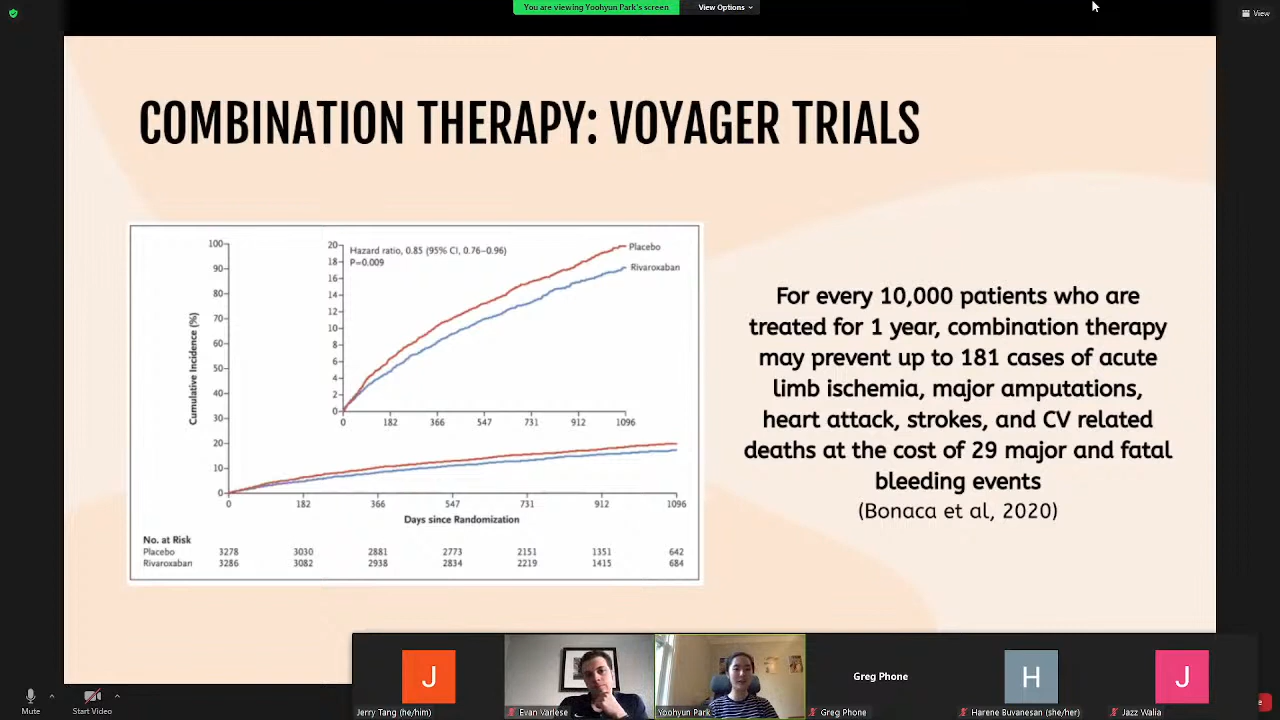 You are viewing Yoohyun Park's screen
View Options
View
COMBINATION THERAPY: VOYAGER TRIALS
100
90
80
70
60
50
40
30
20
10
0
Cumulative Incidence (%)
20
18
16
14
12
10
8
6
4
2
0
Hazard ratio, 0.85 (95% CI, 0.76–0.96)
P=0.009
Placebo
Rivaroxaban
0 182 366 547 731 912 1096
0 182 366 547 731 912 1096
Days since Randomization
No. at Risk
Placebo 3278 3030 2881 2773 2151 1351 642
Rivaroxaban 3286 3082 2938 2834 2219 1415 684
For every 10,000 patients who are
treated for 1 year, combination therapy
may prevent up to 181 cases of acute
limb ischemia, major amputations,
heart attack, strokes, and CV related
deaths at the cost of 29 major and fatal
bleeding events
(Bonaca et al, 2020)
Mute
Start Video
J
Jerry Tang (he/him)
Evan Varlese
Yoohyun Park
Greg Phone
Greg Phone
H
Harene Buvanesan (she/her)
J
Jazz Walia